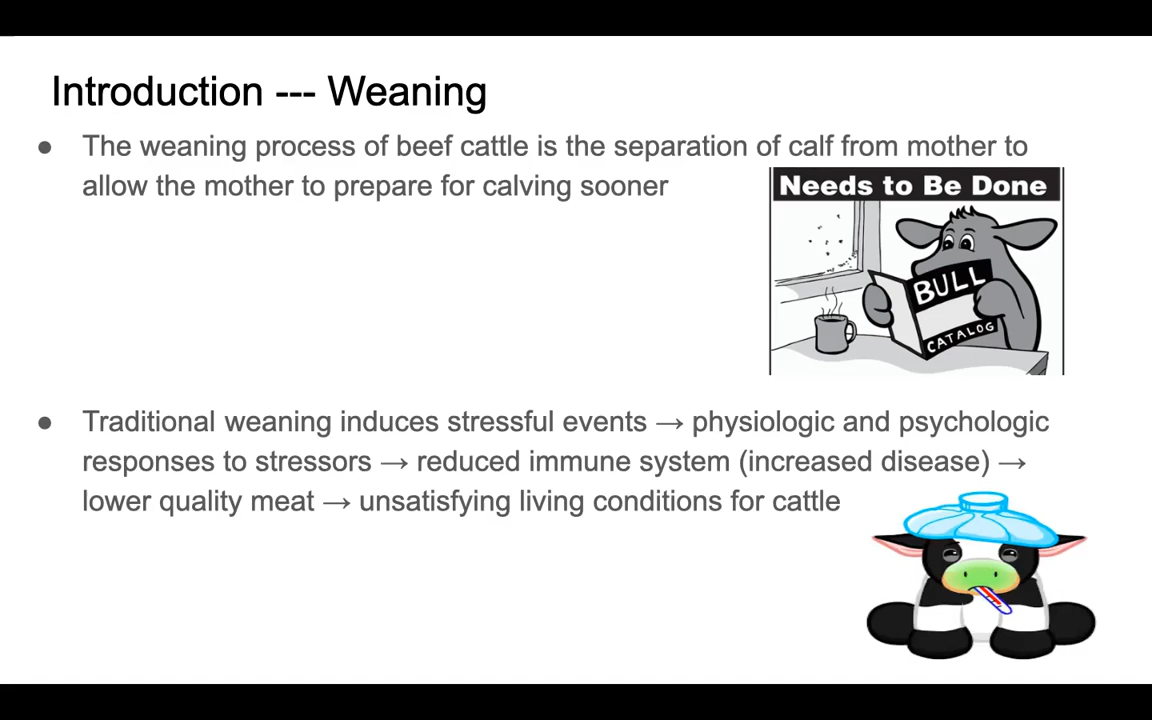 Introduction --- Weaning
● The weaning process of beef cattle is the separation of calf from mother to
allow the mother to prepare for calving sooner
Needs to Be Done
BULL
CATALOG
● Traditional weaning induces stressful events → physiologic and psychologic
responses to stressors → reduced immune system (increased disease) →
lower quality meat → unsatisfying living conditions for cattle